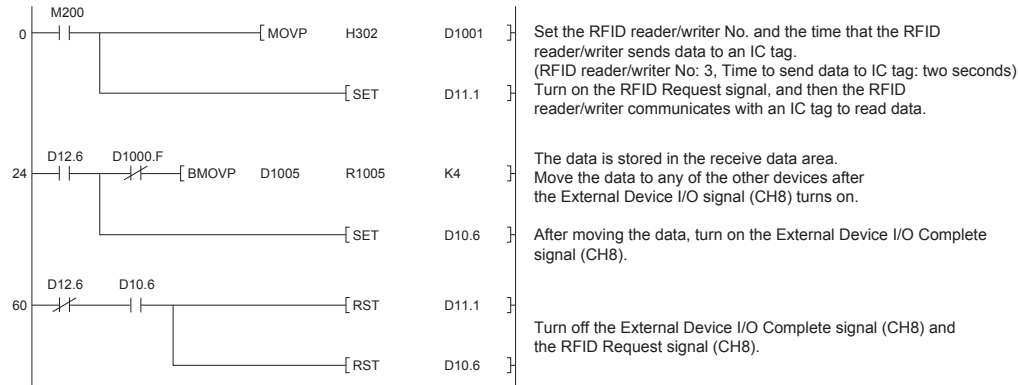 M200
0 MOVP H302 D1001 Set the RFID reader/writer No. and the time that the RFID
reader/writer sends data to an IC tag.
(RFID reader/writer No: 3, Time to send data to IC tag: two seconds)
SET D11.1 Turn on the RFID Request signal, and then the RFID
reader/writer communicates with an IC tag to read data.
D12.6 D1000.F
The data is stored in the receive data area.
24 BMOVP D1005 R1005 K4 Move the data to any of the other devices after
the External Device I/O signal (CH8) turns on.
SET D10.6 After moving the data, turn on the External Device I/O Complete
signal (CH8).
D12.6 D10.6
60 RST D11.1
Turn off the External Device I/O Complete signal (CH8) and
the RFID Request signal (CH8).
RST D10.6